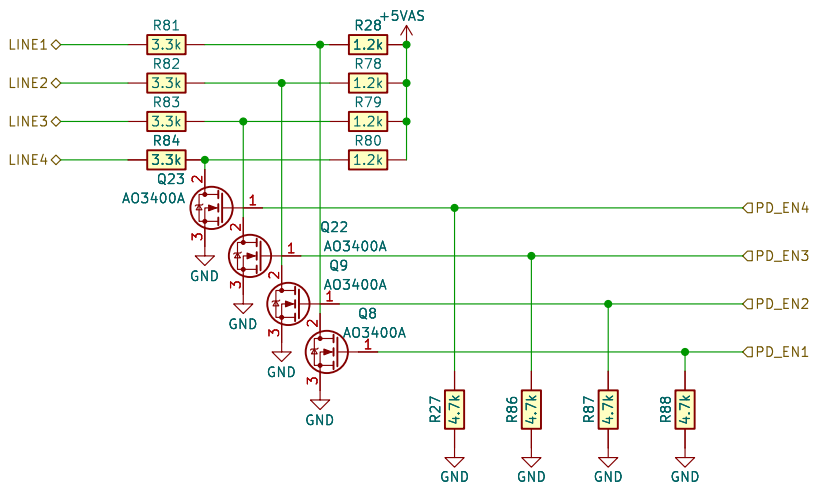 R81
R28
+5VAS
LINE1
3.3k
1.2k
R82
R78
LINE2
3.3k
1.2k
R83
R79
LINE3
3.3k
1.2k
R84
R80
LINE4
3.3k
1.2k
Q23
AO3400A
2
1
3
GND
PD_EN4
Q22
AO3400A
2
1
3
GND
PD_EN3
Q9
AO3400A
2
1
3
GND
PD_EN2
Q8
AO3400A
2
1
3
GND
PD_EN1
R27
4.7k
R86
4.7k
R87
4.7k
R88
4.7k
GND
GND
GND
GND